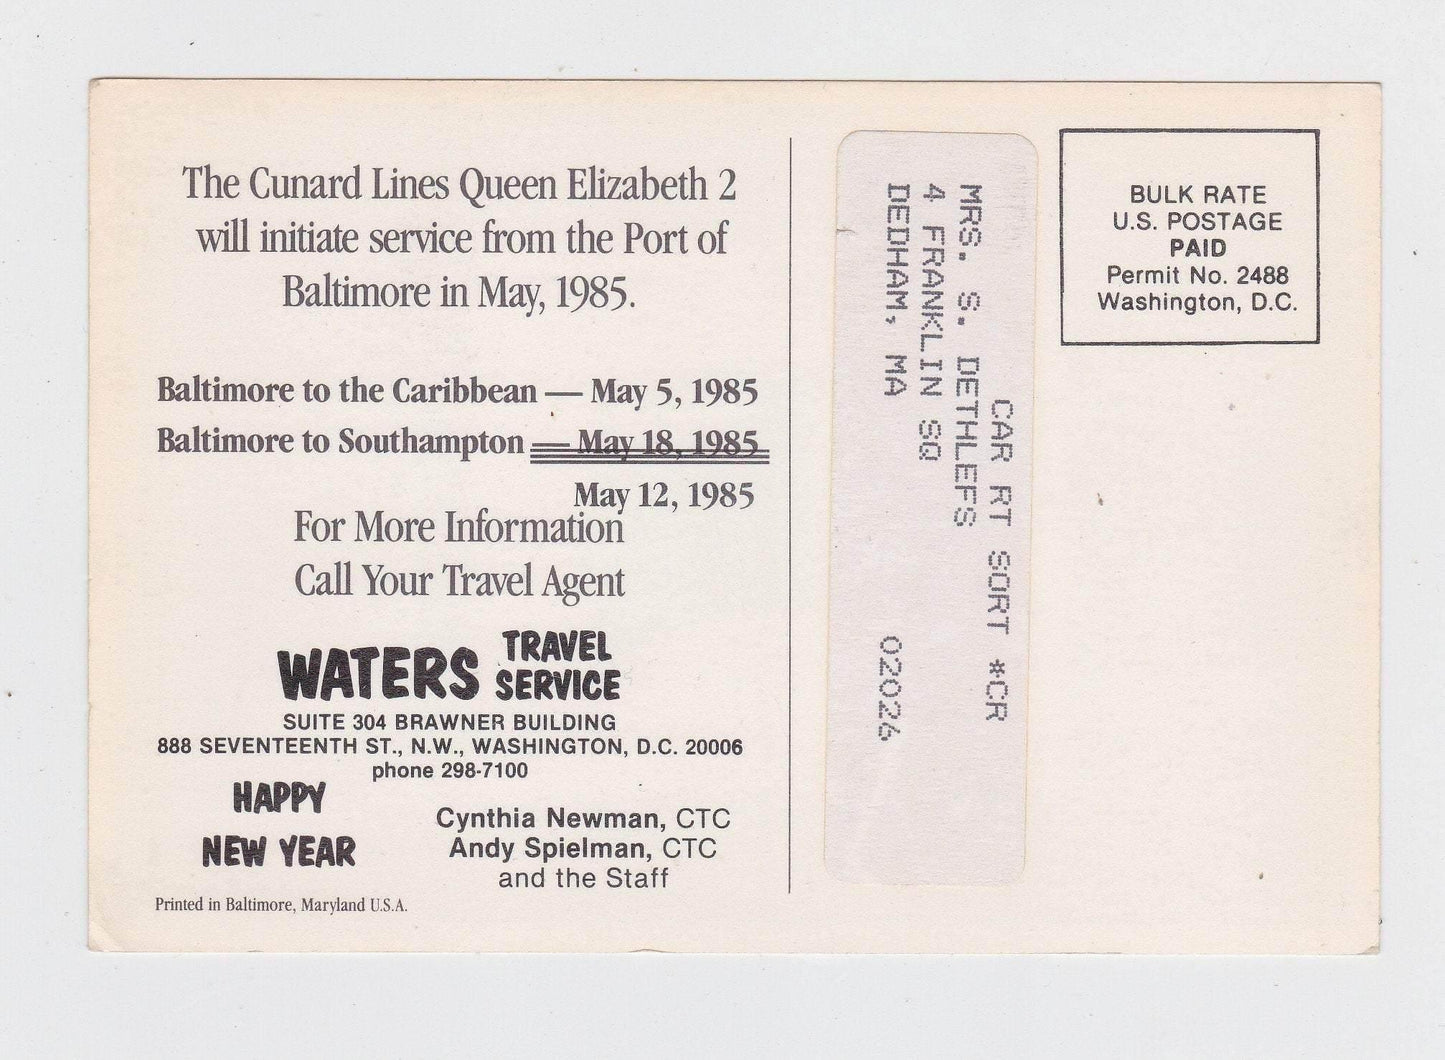 The Cunard Lines Queen Elizabeth 2
will initiate service from the Port of
Baltimore in May, 1985.
Baltimore to the Caribbean — May 5, 1985
Baltimore to Southampton — May 18, 1985
May 12, 1985
For More Information
Call Your Travel Agent
WATERS TRAVEL SERVICE
SUITE 304 BRAWNER BUILDING
888 SEVENTEENTH ST., N.W., WASHINGTON, D.C. 20006
phone 298-7100
HAPPY
NEW YEAR
Cynthia Newman, CTC
Andy Spielman, CTC
and the Staff
Printed in Baltimore, Maryland U.S.A.
CAR RT SORT *CR
MRS. S. DETHLEFS
4 FRANKLIN SQ
DEDHAM, MA 02026
BULK RATE
U.S. POSTAGE
PAID
Permit No. 2488
Washington, D.C.